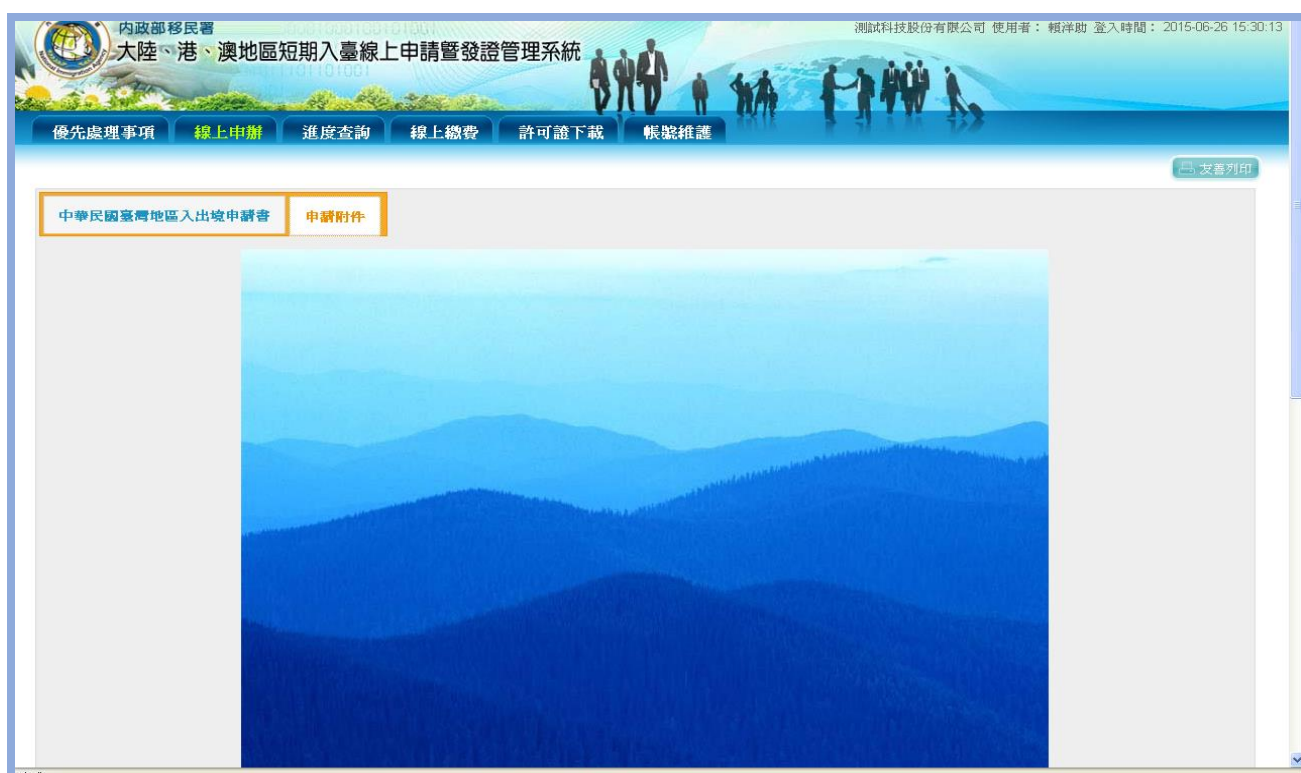 內政部移民署
大陸、港、澳地區短期入臺線上申請暨發證管理系統
測試科技股份有限公司 使用者： 賴洋助 登入時間： 2015-06-26 15:30:13
優先處理事項 線上申辦 進度查詢 線上繳費 許可證下載 帳號維護
友善列印
中華民國臺灣地區入出境申請書 申請附件